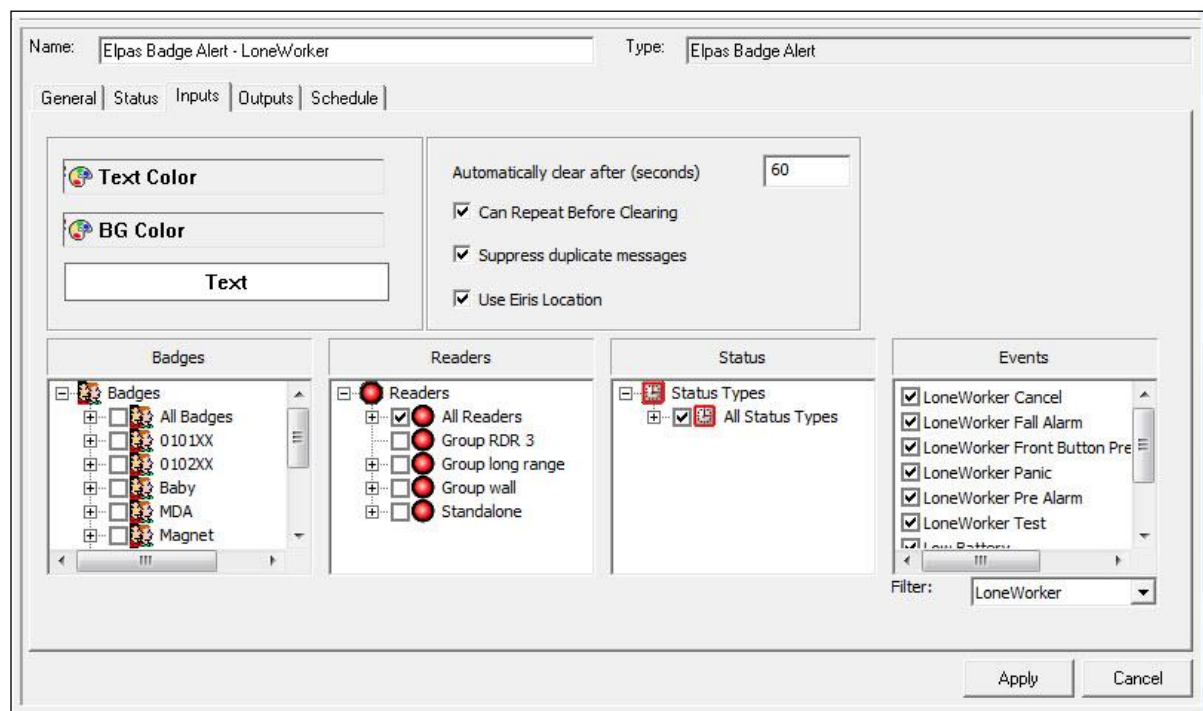 Name: Elpas Badge Alert - LoneWorker Type: Elpas Badge Alert
General Status Inputs Outputs Schedule
Text Color
BG Color
Text
Automatically clear after (seconds) 60
Can Repeat Before Clearing
Suppress duplicate messages
Use Eiris Location
Badges
Badges
All Badges
0101XX
0102XX
Baby
MDA
Magnet
Readers
Readers
All Readers
Group RDR 3
Group long range
Group wall
Standalone
Status
Status Types
All Status Types
Events
LoneWorker Cancel
LoneWorker Fall Alarm
LoneWorker Front Button Pre
LoneWorker Panic
LoneWorker Pre Alarm
LoneWorker Test
Low Battery
Filter: LoneWorker
Apply Cancel